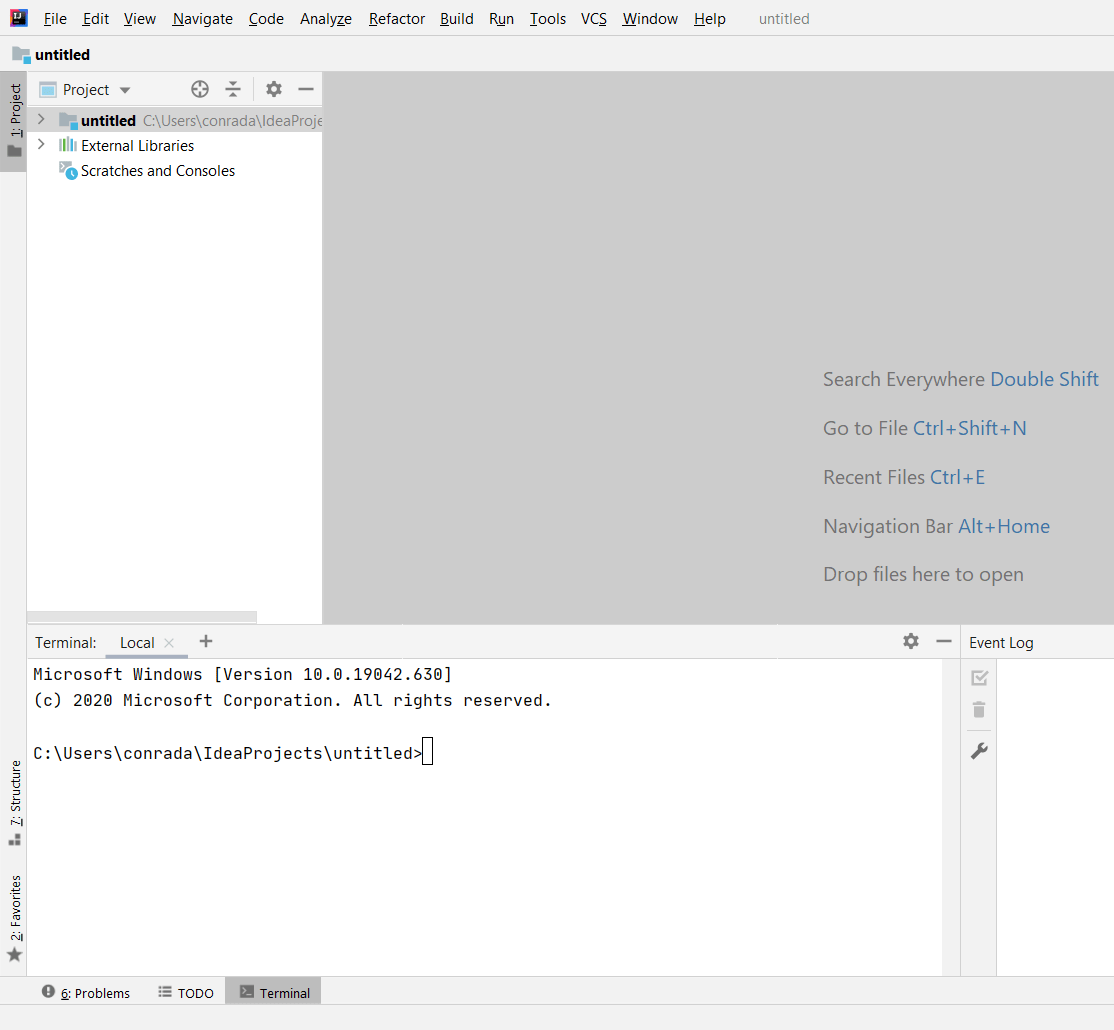 File Edit View Navigate Code Analyze Refactor Build Run Tools VCS Window Help untitled
untitled
1: Project
Project
untitled C:\Users\conrada\IdeaProje
External Libraries
Scratches and Consoles
Search Everywhere Double Shift
Go to File Ctrl+Shift+N
Recent Files Ctrl+E
Navigation Bar Alt+Home
Drop files here to open
Terminal: Local
Event Log
Microsoft Windows [Version 10.0.19042.630]
(c) 2020 Microsoft Corporation. All rights reserved.
C:\Users\conrada\IdeaProjects\untitled>
7: Structure
2: Favorites
6: Problems TODO Terminal